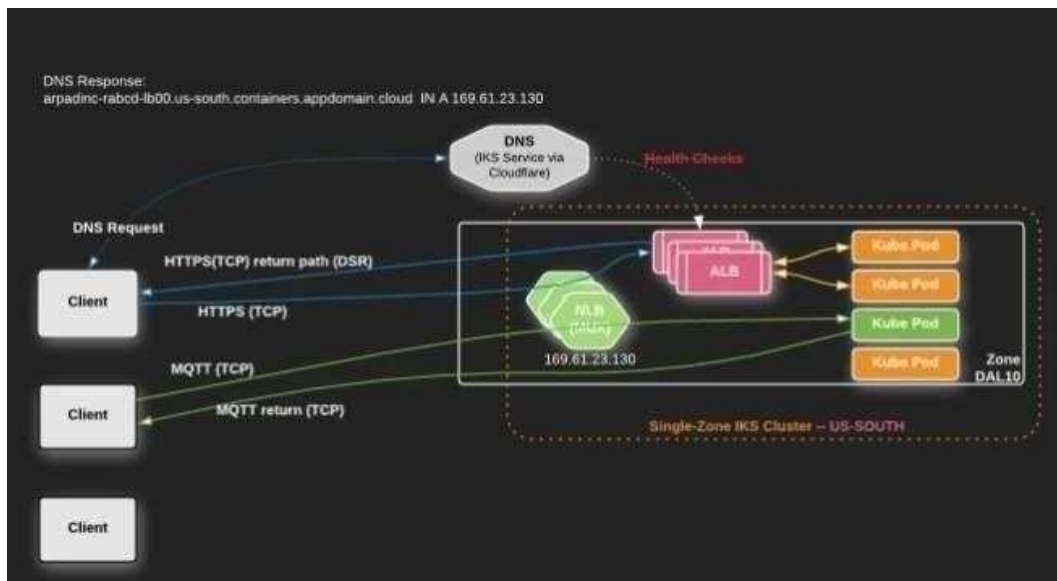 DNS Response:
arpadinc-rabcd-lb00.us-south.containers.appdomain.cloud IN A 169.61.23.130
DNS
(IKS Service via
Cloudflare)
Health Checks
DNS Request
HTTPS(TCP) return path (DSR)
ALB
ALB
Kube Pod
Kube Pod
Client
HTTPS (TCP)
NLB
(MUX)
Kube Pod
169.61.23.130
MQTT (TCP)
Kube Pod
Zone
DAL10
Client
MQTT return (TCP)
Single-Zone IKS Cluster -- US-SOUTH
Client